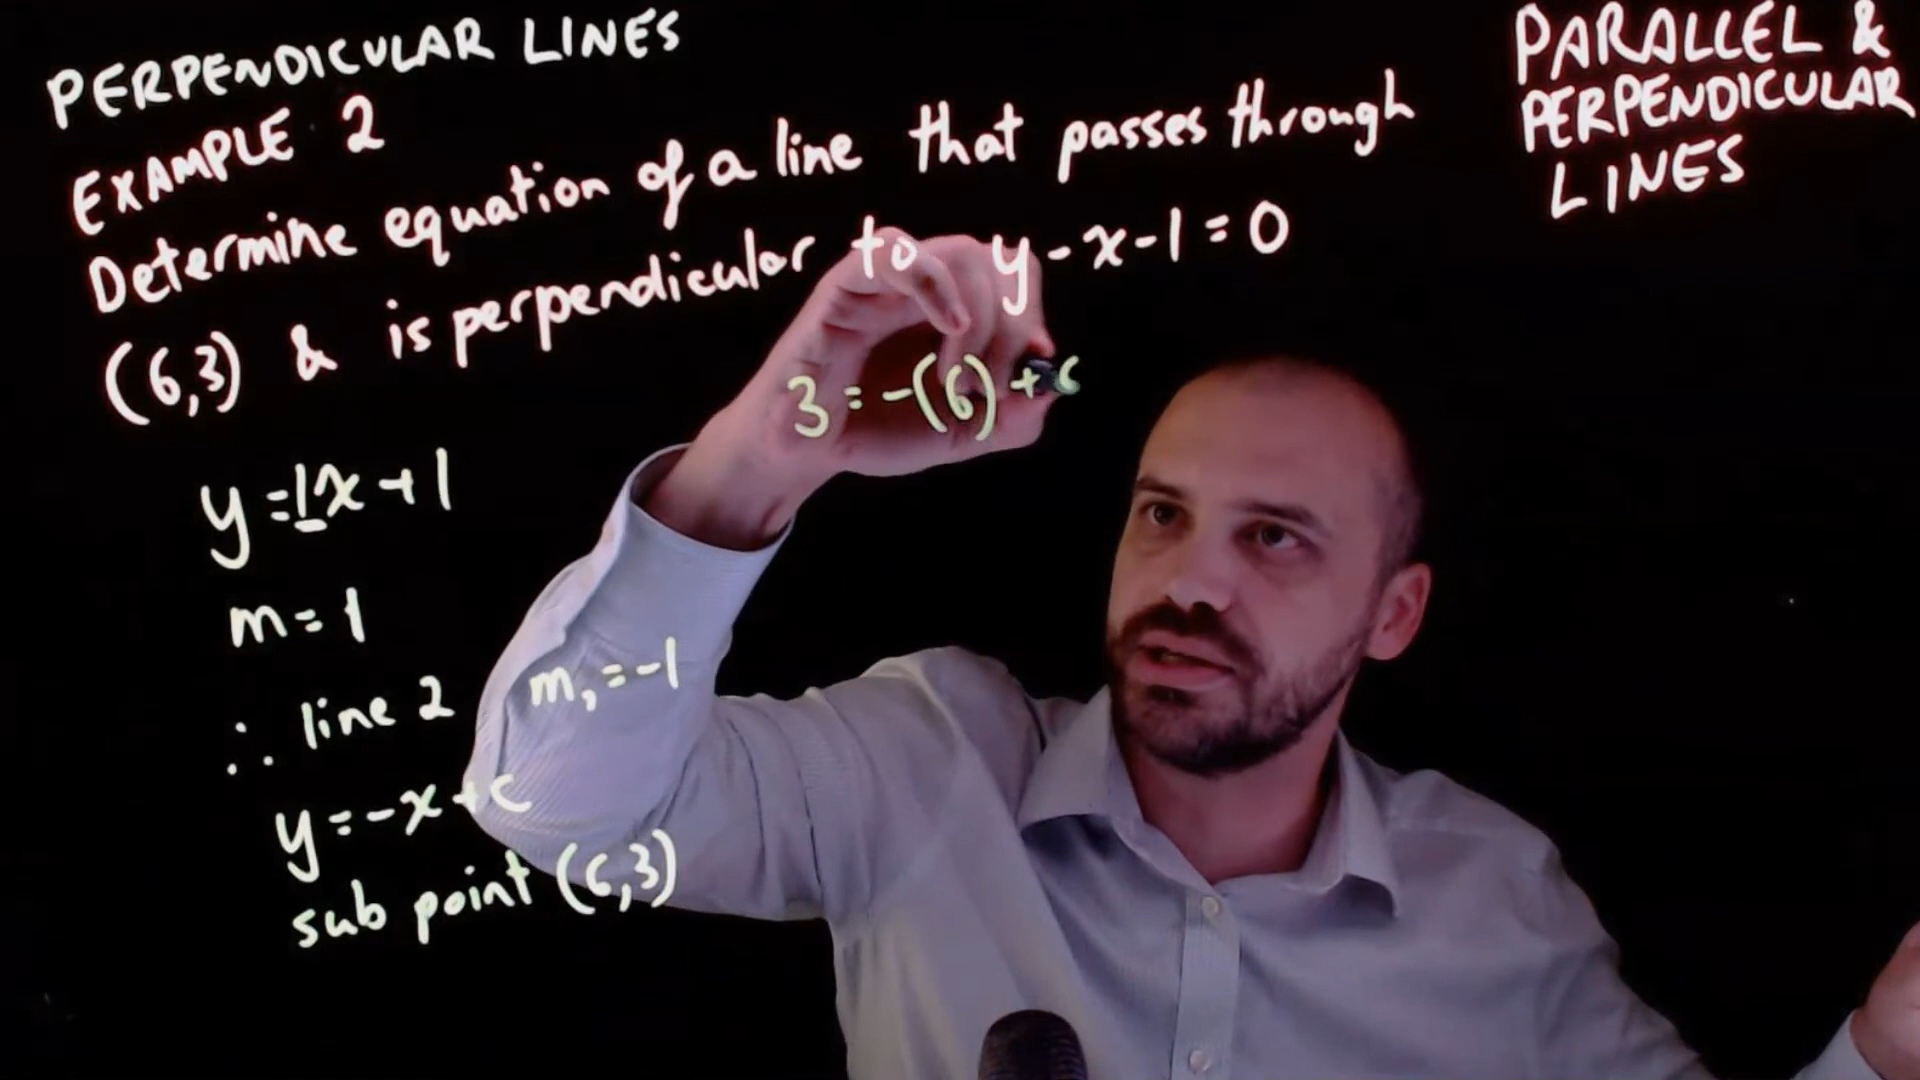 PERPENDICULAR LINES
EXAMPLE 2
Determine equation of a line that passes through
(6,3) & is perpendicular to y-x-1=0
y=1x+1
m=1
∴ line 2 m₂=-1
y=-x+c
sub point (6,3)
3=-(6)+c
PARALLEL &
PERPENDICULAR
LINES